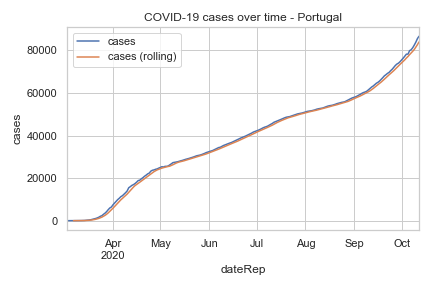 COVID-19 cases over time - Portugal
cases
cases (rolling)
80000
60000
40000
20000
0
cases
Apr May Jun Jul Aug Sep Oct
2020
dateRep